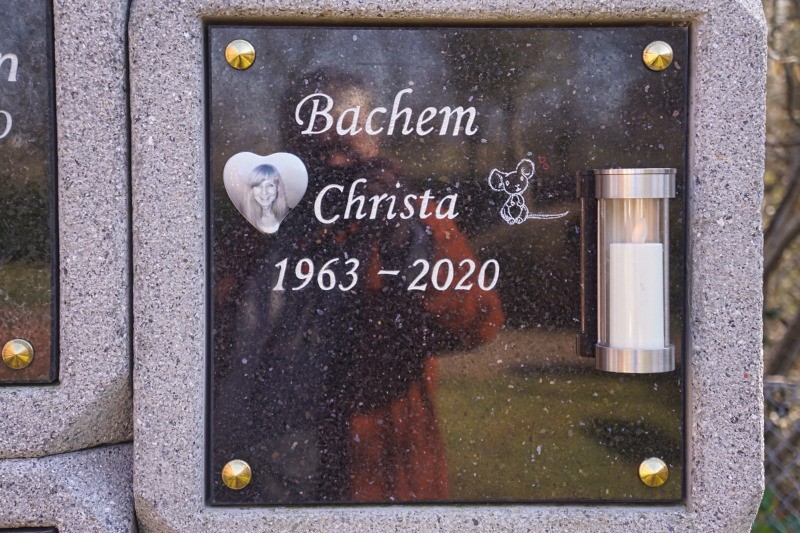 Bachem
Christa
1963 – 2020